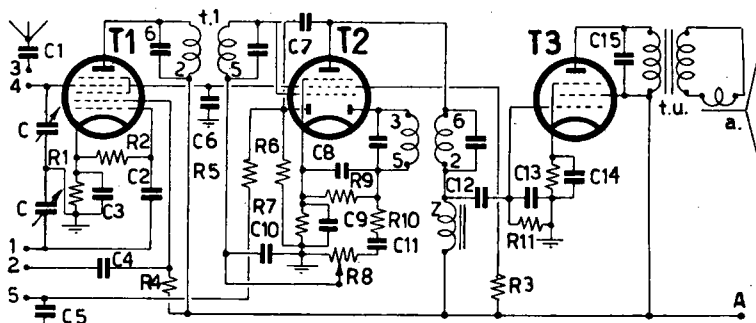 T1
6
t.1
C7
T2
T3
C15
C1
3
4
2
5
t.u.
a.
C
R2
C6
3
6
R1
C2
R5
R6
C8
5
2
C13
C14
C
C3
R9
C12
R7
C9
R10
Z
R11
1
C10
C11
2
C4
R4
R8
R3
5
C5
A